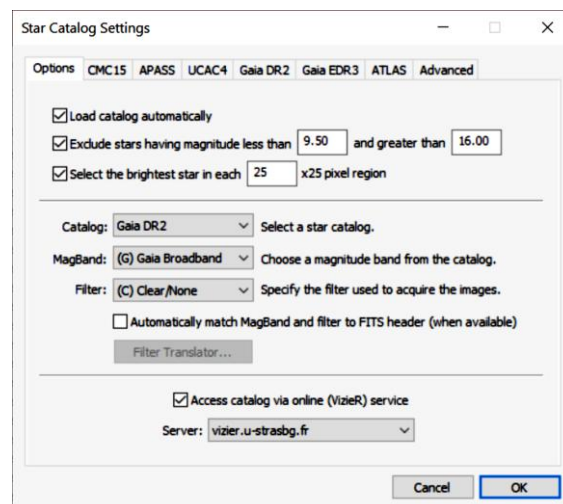 Star Catalog Settings
Options CMC15 APASS UCAC4 Gaia DR2 Gaia EDR3 ATLAS Advanced
Load catalog automatically
Exclude stars having magnitude less than 9.50 and greater than 16.00
Select the brightest star in each 25 x25 pixel region
Catalog: Gaia DR2 Select a star catalog.
MagBand: (G) Gaia Broadband Choose a magnitude band from the catalog.
Filter: (C) Clear/None Specify the filter used to acquire the images.
Automatically match MagBand and filter to FITS header (when available)
Filter Translator...
Access catalog via online (VizieR) service
Server: vizier.u-strasbg.fr
Cancel OK